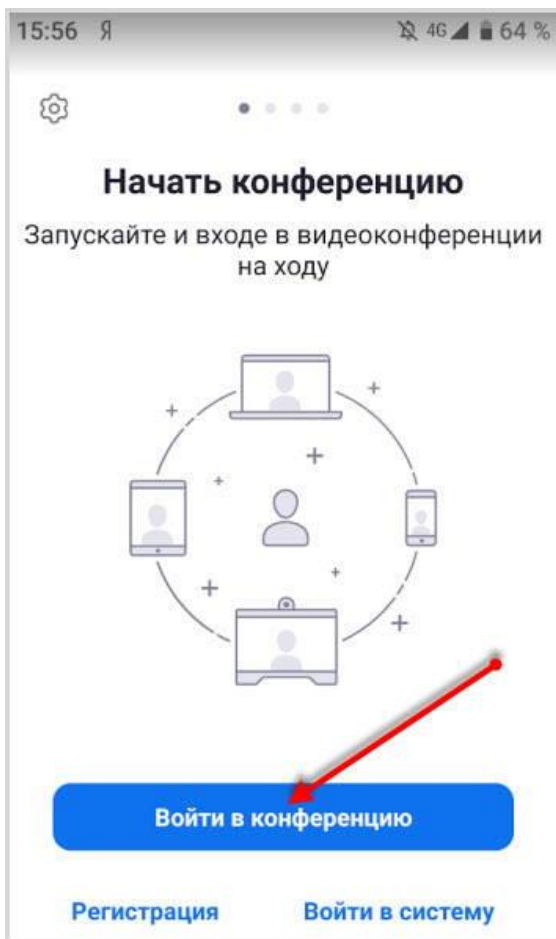 15:56 Я 4G 64 %
Начать конференцию
Запускайте и входе в видеоконференции
на ходу
Войти в конференцию
Регистрация Войти в систему